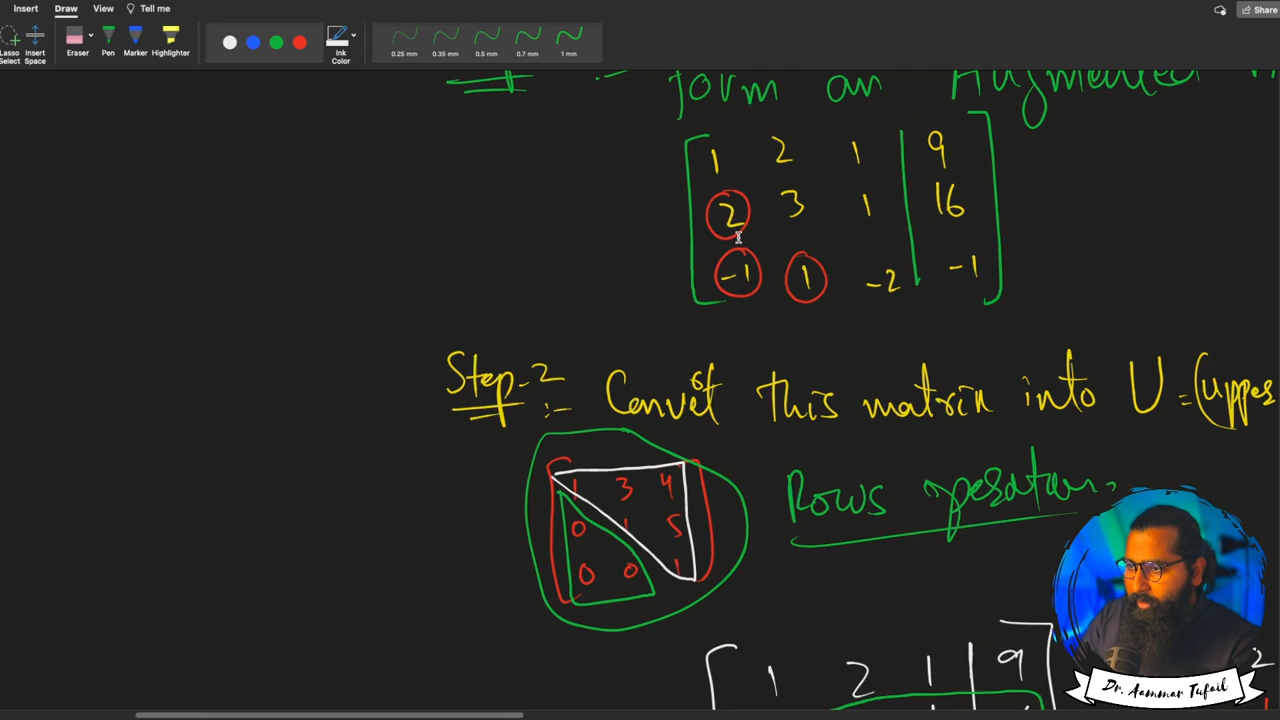 Insert Draw View Tell me Share
Lasso Select Insert Space Eraser Pen Marker Highlighter Ink Color 0.25 mm 0.35 mm 0.5 mm 0.7 mm 1 mm
:- form an Augmented
1 2 1 9
2 3 1 16
-1 1 -2 -1
Step-2 :- Convert this matrix into U = (upper
Rows operation.
1 3 4
0 1 5
0 0 1
1 2 1 9
2
Dr. Aammar Tufail